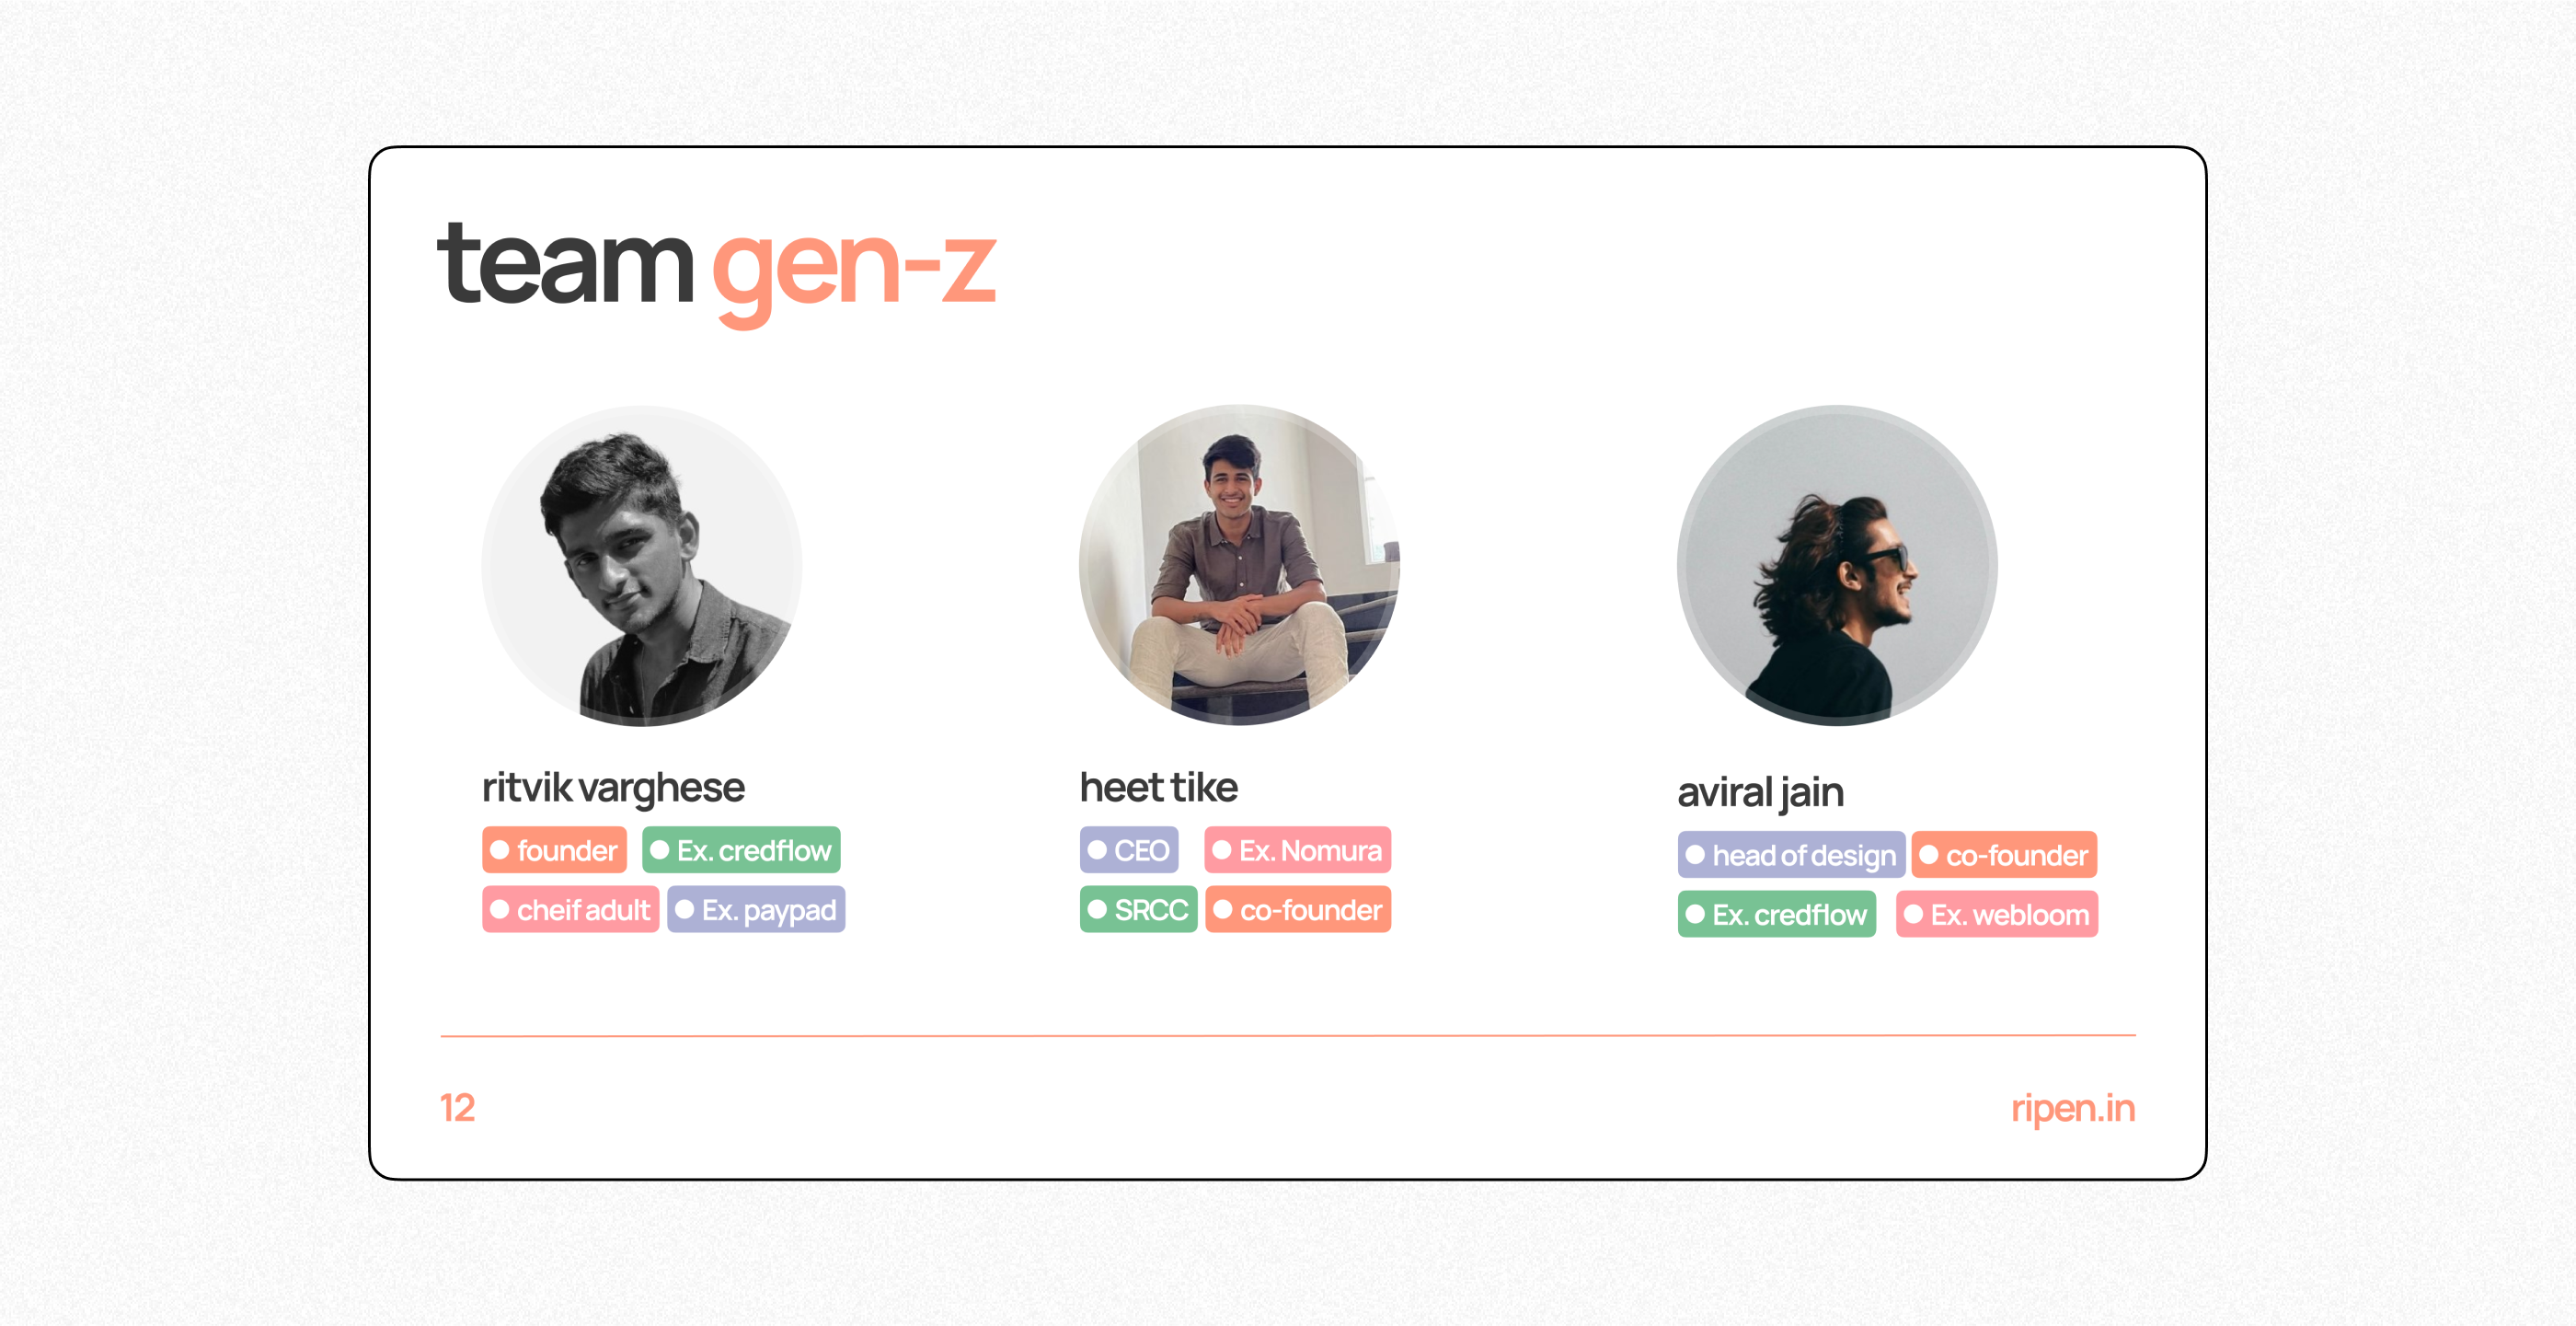 team gen-z
ritvik varghese
founder
Ex. credflow
cheif adult
Ex. paypad
heet tike
CEO
Ex. Nomura
SRCC
co-founder
aviral jain
head of design
co-founder
Ex. credflow
Ex. webloom
12
ripen.in